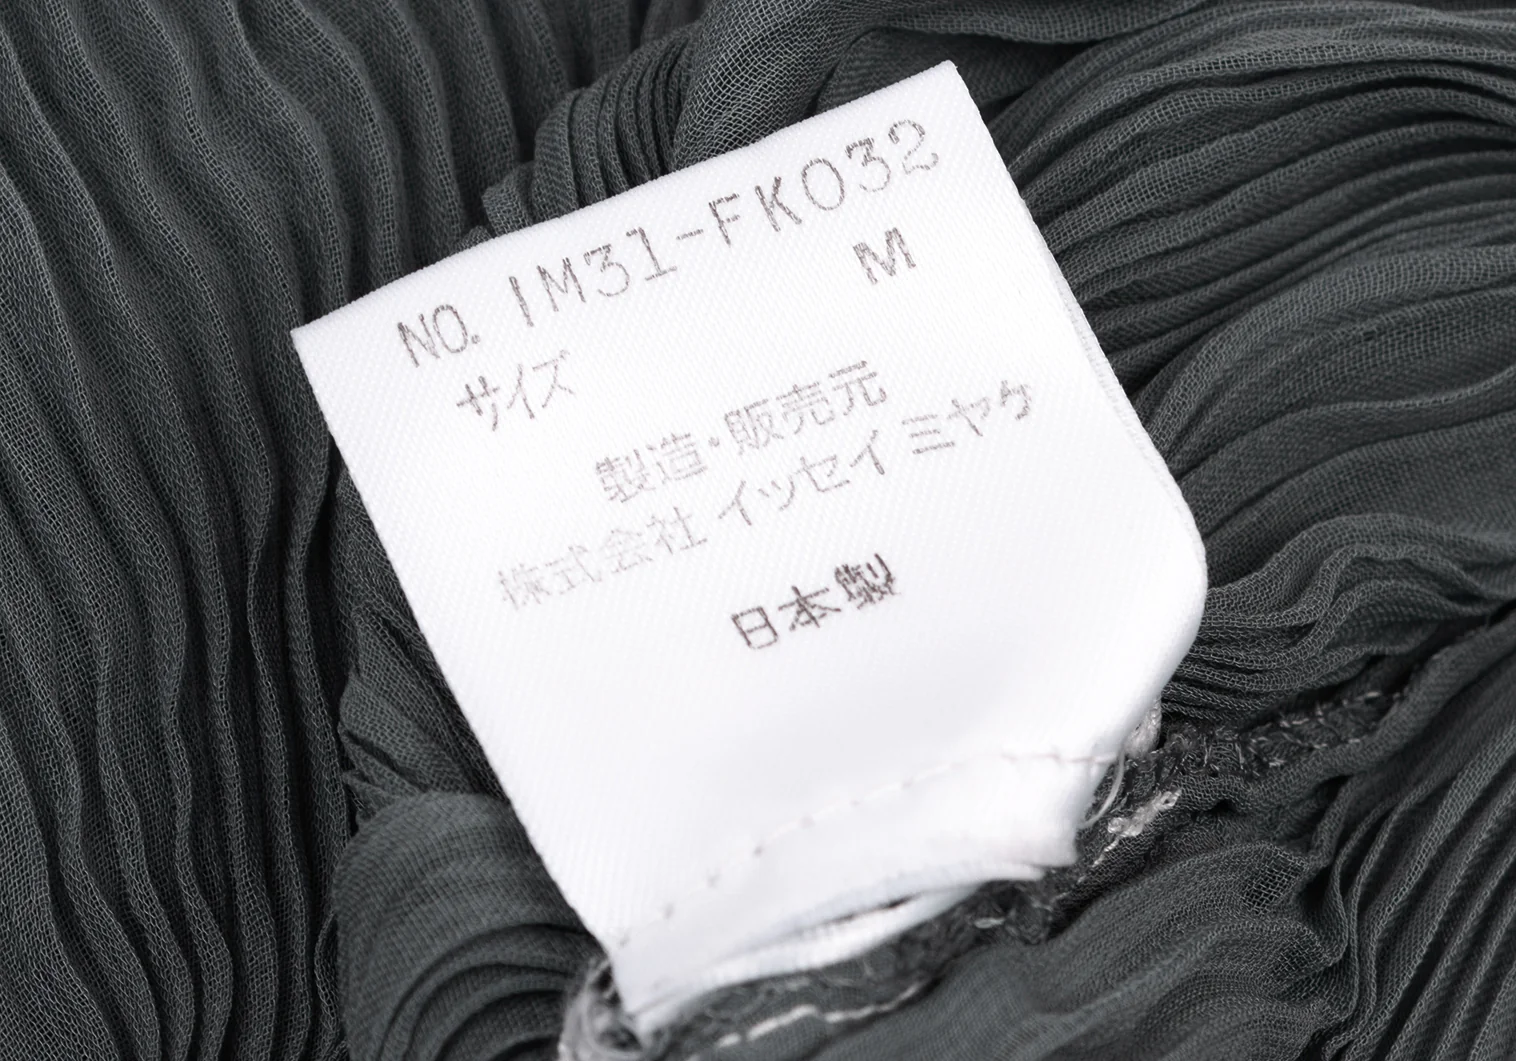 NO. IM31-FK032
サイズ M
製造・販売元
株式会社 イッセイ ミヤケ
日本製